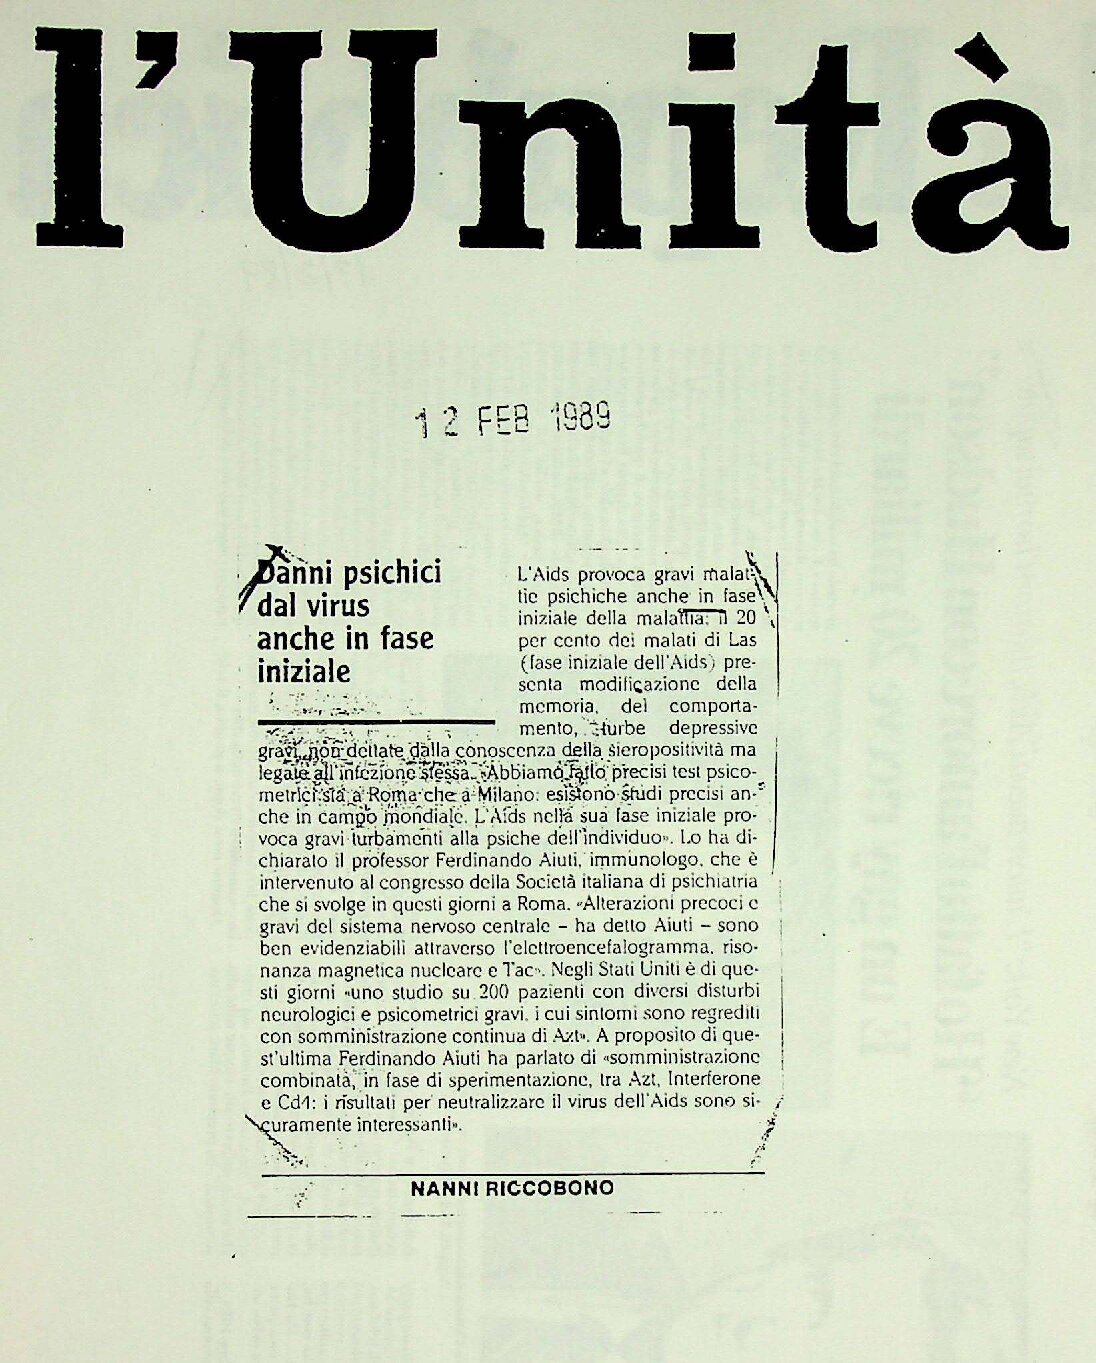 l'Unità
12 FEB 1989
Danni psichici
dal virus
anche in fase
iniziale
L'Aids provoca gravi malat-
tie psichiche anche in fase
iniziale della malattia: il 20
per cento dei malati di Las
(fase iniziale dell'Aids) pre-
senta modificazione della
memoria, del comporta-
mento, turbe depressive
gravi, non dettate dalla conoscenza della sieropositività ma
legate all'infezione stessa. «Abbiamo fatto precisi test psico-
metrici sia a Roma che a Milano: esistono studi precisi an-
che in campo mondiale. L'Aids nella sua fase iniziale pro-
voca gravi turbamenti alla psiche dell'individuo». Lo ha di-
chiarato il professor Ferdinando Aiuti, immunologo, che è
intervenuto al congresso della Società italiana di psichiatria
che si svolge in questi giorni a Roma. «Alterazioni precoci e
gravi del sistema nervoso centrale – ha detto Aiuti – sono
ben evidenziabili attraverso l'elettroencefalogramma, riso-
nanza magnetica nucleare e Tac». Negli Stati Uniti è di que-
sti giorni «uno studio su 200 pazienti con diversi disturbi
neurologici e psicometrici gravi, i cui sintomi sono regrediti
con somministrazione continua di Azt». A proposito di que-
st'ultima Ferdinando Aiuti ha parlato di «somministrazione
combinata, in fase di sperimentazione, tra Azt, Interferone
e Cd4: i risultati per neutralizzare il virus dell'Aids sono si-
curamente interessanti».
NANNI RICCOBONO